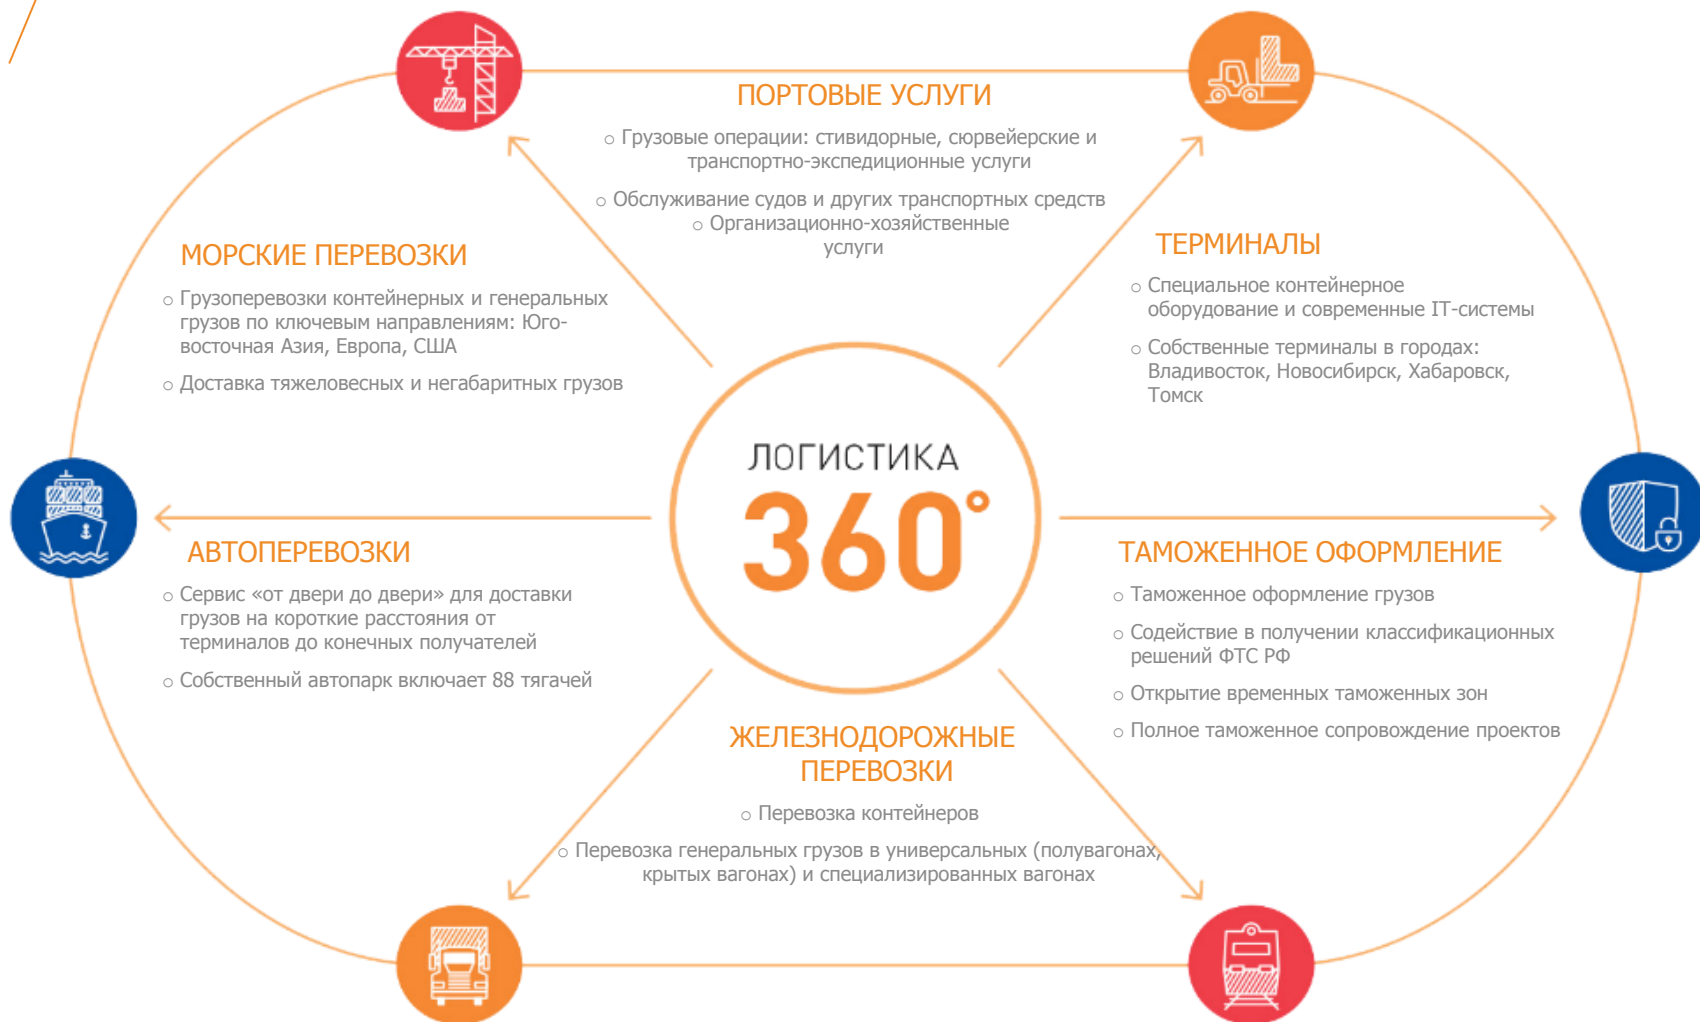 ПОРТОВЫЕ УСЛУГИ
○ Грузовые операции: стивидорные, сюрвейерские и
транспортно-экспедиционные услуги
○ Обслуживание судов и других транспортных средств
○ Организационно-хозяйственные
услуги
МОРСКИЕ ПЕРЕВОЗКИ
○ Грузоперевозки контейнерных и генеральных
грузов по ключевым направлениям: Юго-
восточная Азия, Европа, США
○ Доставка тяжеловесных и негабаритных грузов
ТЕРМИНАЛЫ
○ Специальное контейнерное
оборудование и современные IT-системы
○ Собственные терминалы в городах:
Владивосток, Новосибирск, Хабаровск,
Томск
ЛОГИСТИКА
360°
АВТОПЕРЕВОЗКИ
○ Сервис «от двери до двери» для доставки
грузов на короткие расстояния от
терминалов до конечных получателей
○ Собственный автопарк включает 88 тягачей
ТАМОЖЕННОЕ ОФОРМЛЕНИЕ
○ Таможенное оформление грузов
○ Содействие в получении классификационных
решений ФТС РФ
○ Открытие временных таможенных зон
○ Полное таможенное сопровождение проектов
ЖЕЛЕЗНОДОРОЖНЫЕ
ПЕРЕВОЗКИ
○ Перевозка контейнеров
○ Перевозка генеральных грузов в универсальных (полувагонах,
крытых вагонах) и специализированных вагонах